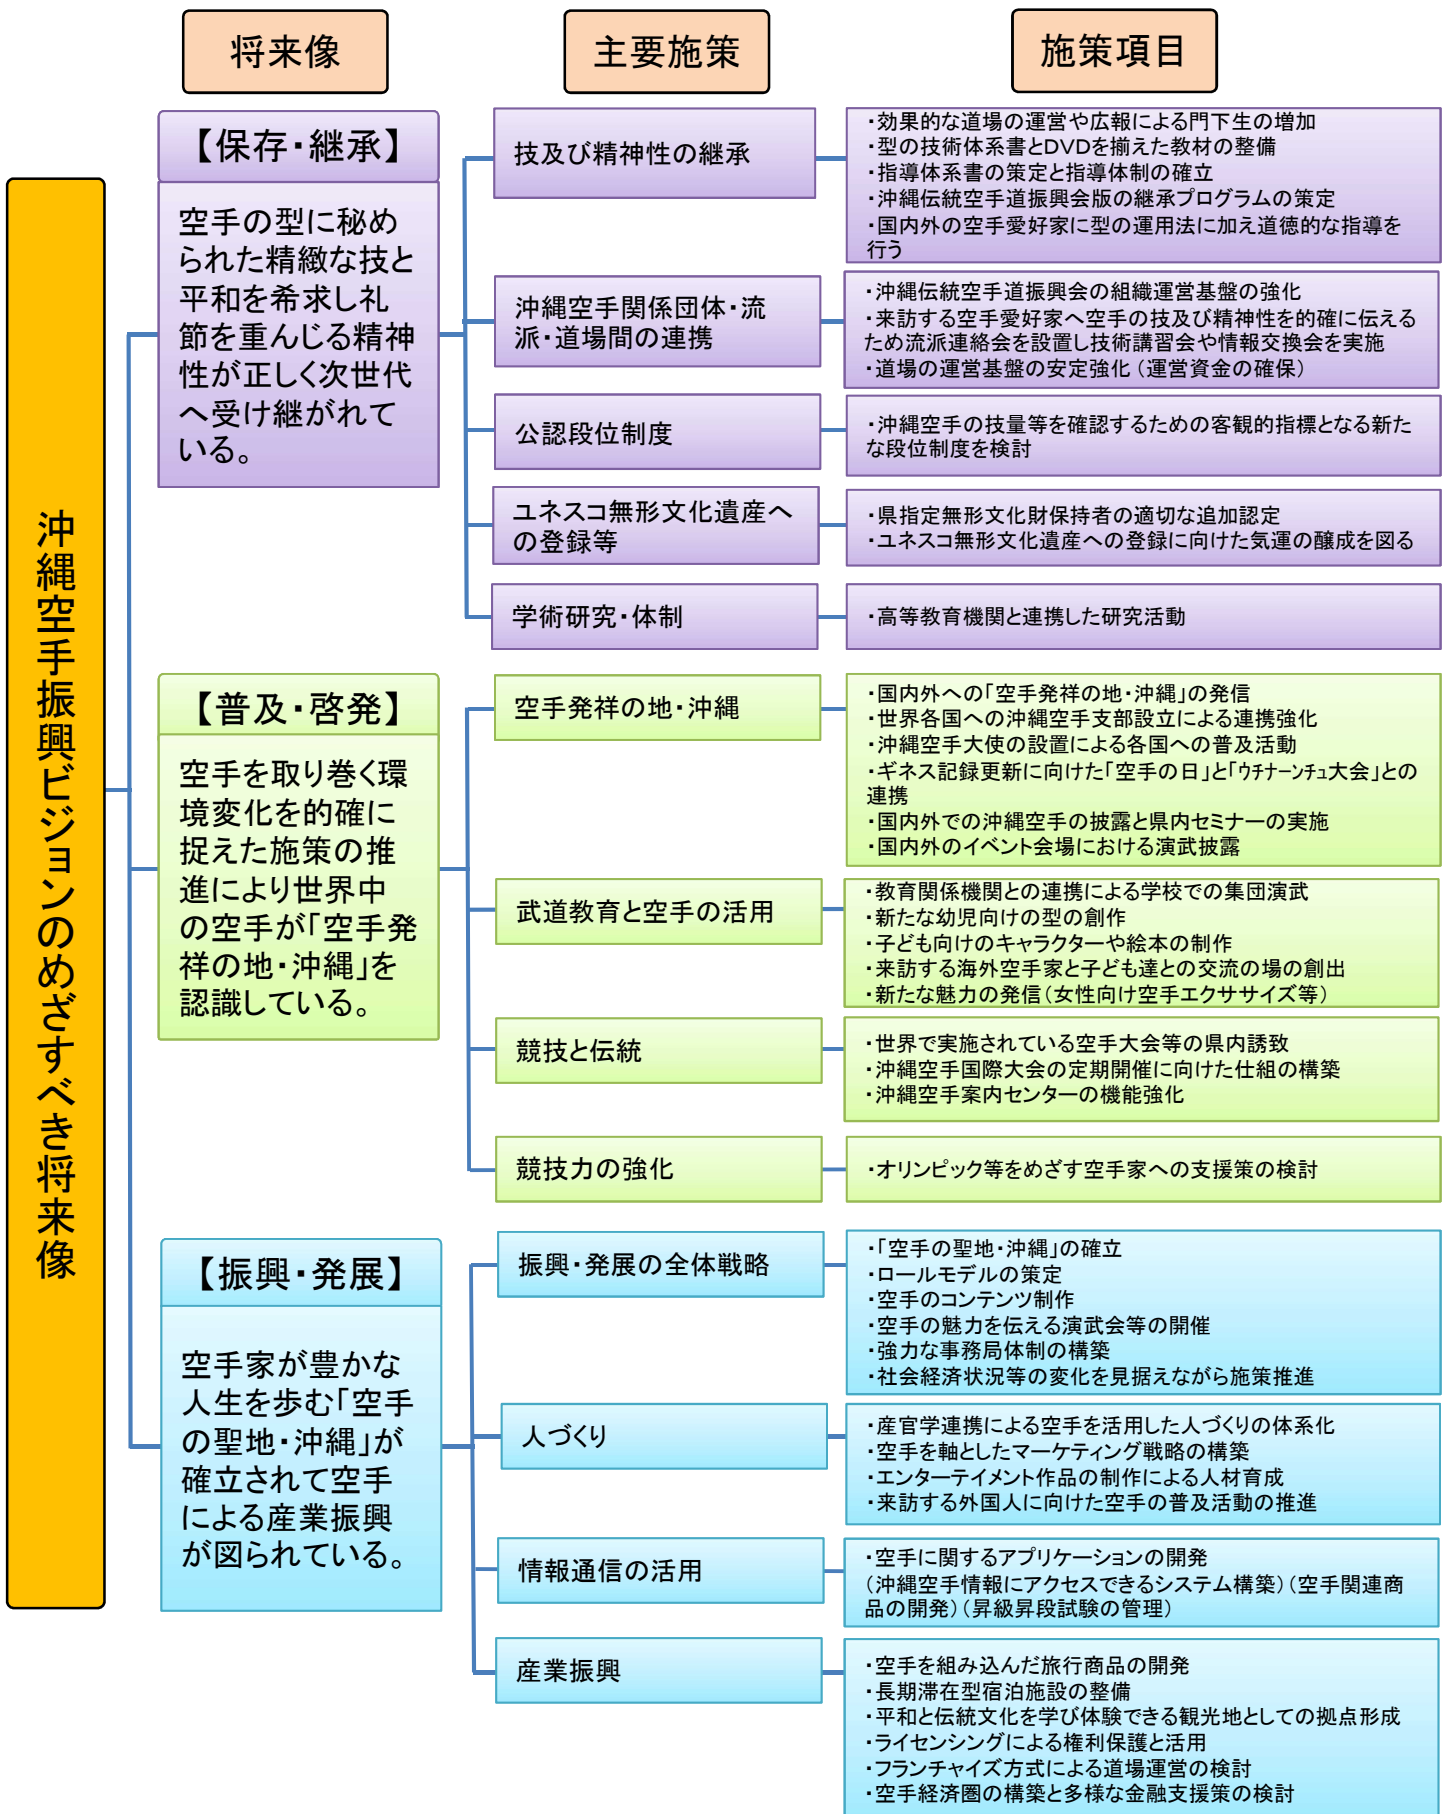 将来像
主要施策
施策項目
沖縄空手振興ビジョンのめざすべき将来像
【保存・継承】
空手の型に秘め
られた精緻な技と
平和を希求し礼
節を重んじる精神
性が正しく次世代
へ受け継がれて
いる。
技及び精神性の継承
・効果的な道場の運営や広報による門下生の増加
・型の技術体系書とDVDを揃えた教材の整備
・指導体系書の策定と指導体制の確立
・沖縄伝統空手道振興会版の継承プログラムの策定
・国内外の空手愛好家に型の運用法に加え道徳的な指導を
行う
沖縄空手関係団体・流
派・道場間の連携
・沖縄伝統空手道振興会の組織運営基盤の強化
・来訪する空手愛好家へ空手の技及び精神性を的確に伝える
ため流派連絡会を設置し技術講習会や情報交換会を実施
・道場の運営基盤の安定強化(運営資金の確保)
公認段位制度
・沖縄空手の技量等を確認するための客観的指標となる新た
な段位制度を検討
ユネスコ無形文化遺産へ
の登録等
・県指定無形文化財保持者の適切な追加認定
・ユネスコ無形文化遺産への登録に向けた気運の醸成を図る
学術研究・体制
・高等教育機関と連携した研究活動
【普及・啓発】
空手を取り巻く環
境変化を的確に
捉えた施策の推
進により世界中
の空手が「空手発
祥の地・沖縄」を
認識している。
空手発祥の地・沖縄
・国内外への「空手発祥の地・沖縄」の発信
・世界各国への沖縄空手支部設立による連携強化
・沖縄空手大使の設置による各国への普及活動
・ギネス記録更新に向けた「空手の日」と「ウチナーンチュ大会」との
連携
・国内外での沖縄空手の披露と県内セミナーの実施
・国内外のイベント会場における演武披露
武道教育と空手の活用
・教育関係機関との連携による学校での集団演武
・新たな幼児向けの型の創作
・子ども向けのキャラクターや絵本の制作
・来訪する海外空手家と子ども達との交流の場の創出
・新たな魅力の発信(女性向け空手エクササイズ等)
競技と伝統
・世界で実施されている空手大会等の県内誘致
・沖縄空手国際大会の定期開催に向けた仕組の構築
・沖縄空手案内センターの機能強化
競技力の強化
・オリンピック等をめざす空手家への支援策の検討
【振興・発展】
空手家が豊かな
人生を歩む「空手
の聖地・沖縄」が
確立されて空手
による産業振興
が図られている。
振興・発展の全体戦略
・「空手の聖地・沖縄」の確立
・ロールモデルの策定
・空手のコンテンツ制作
・空手の魅力を伝える演武会等の開催
・強力な事務局体制の構築
・社会経済状況等の変化を見据えながら施策推進
人づくり
・産官学連携による空手を活用した人づくりの体系化
・空手を軸としたマーケティング戦略の構築
・エンターテイメント作品の制作による人材育成
・来訪する外国人に向けた空手の普及活動の推進
情報通信の活用
・空手に関するアプリケーションの開発
(沖縄空手情報にアクセスできるシステム構築)(空手関連商
品の開発)(昇級昇段試験の管理)
産業振興
・空手を組み込んだ旅行商品の開発
・長期滞在型宿泊施設の整備
・平和と伝統文化を学び体験できる観光地としての拠点形成
・ライセンシングによる権利保護と活用
・フランチャイズ方式による道場運営の検討
・空手経済圏の構築と多様な金融支援策の検討